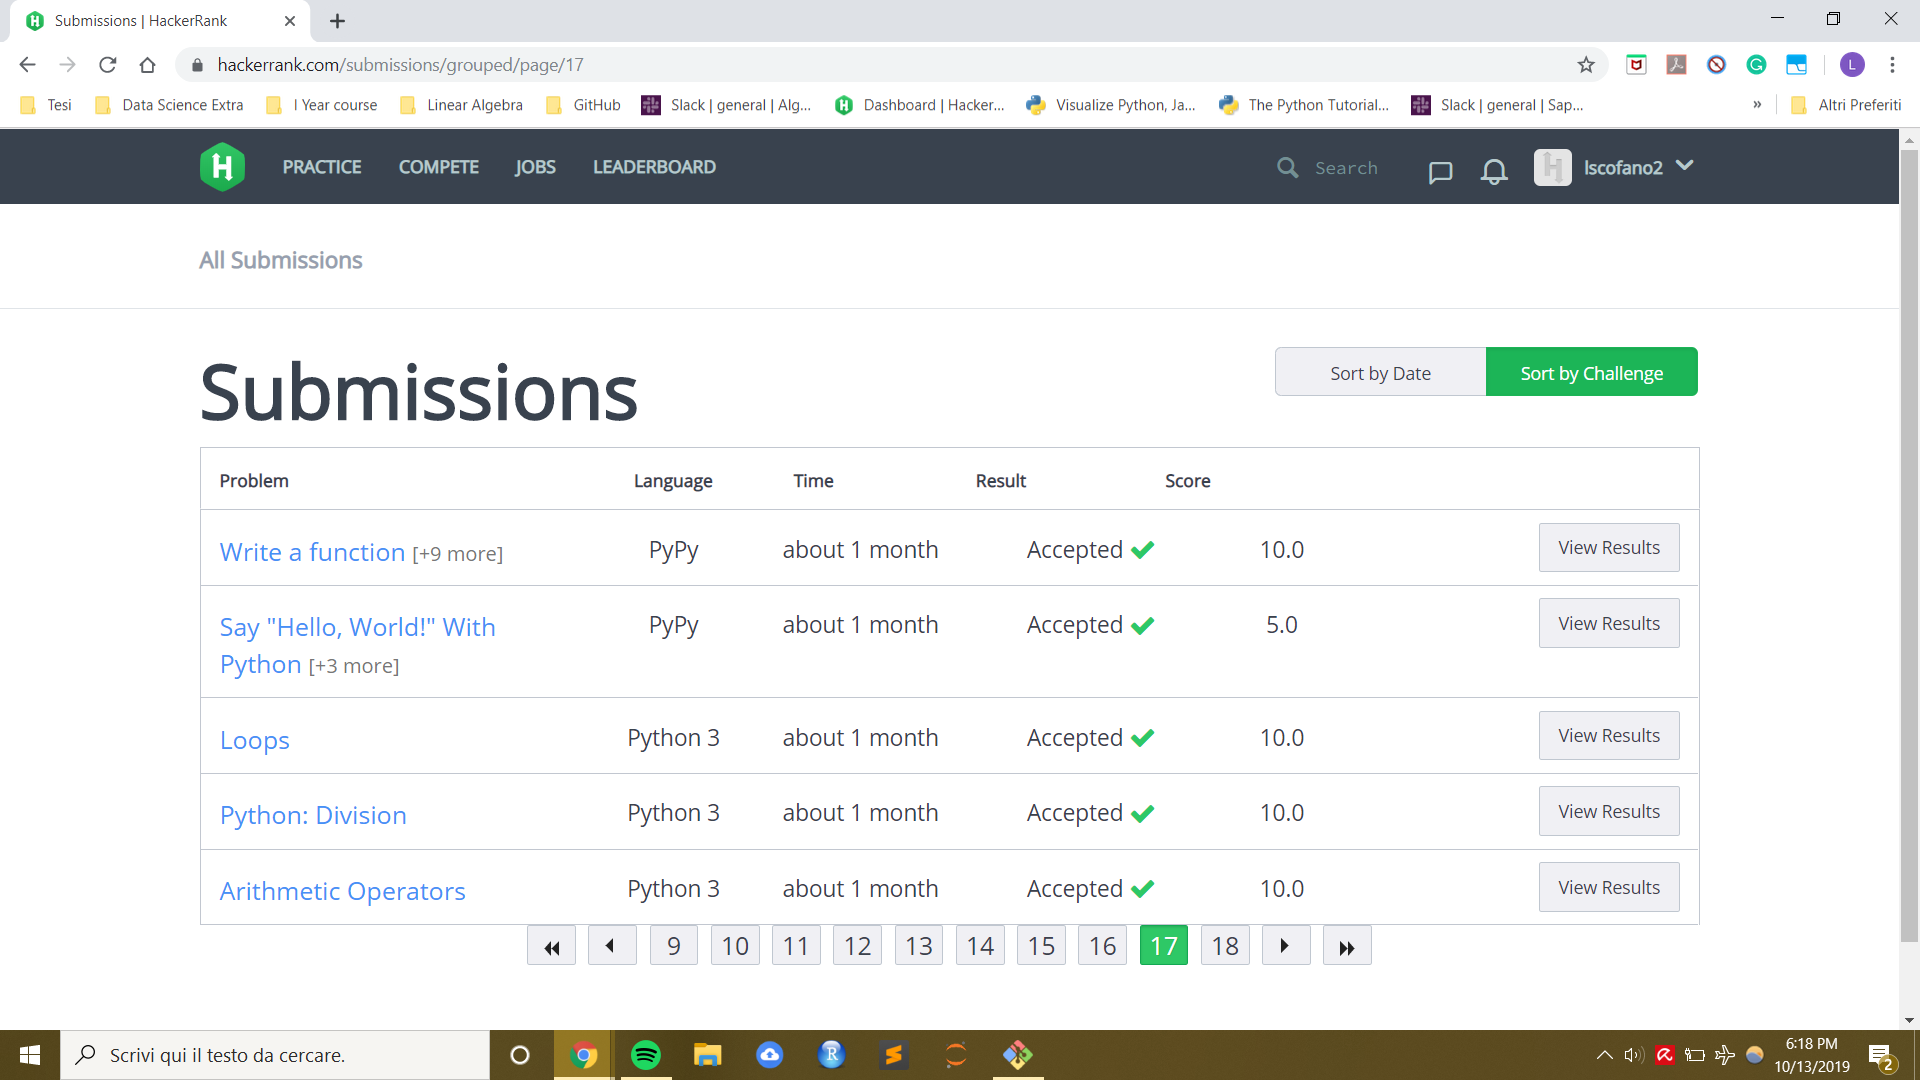 Submissions | HackerRank
hackerrank.com/submissions/grouped/page/17
L
Tesi
Data Science Extra
I Year course
Linear Algebra
GitHub
Slack | general | Alg...
Dashboard | Hacker...
Visualize Python, Ja...
The Python Tutorial...
Slack | general | Sap...
»
Altri Preferiti
H
PRACTICE
COMPETE
JOBS
LEADERBOARD
Search
lscofano2
All Submissions
Submissions
Sort by Date
Sort by Challenge
Problem Language Time Result Score
Write a function [+9 more] PyPy about 1 month Accepted 10.0 View Results
Say "Hello, World!" With PyPy about 1 month Accepted 5.0 View Results
Python [+3 more]
Loops Python 3 about 1 month Accepted 10.0 View Results
Python: Division Python 3 about 1 month Accepted 10.0 View Results
Arithmetic Operators Python 3 about 1 month Accepted 10.0 View Results
9 10 11 12 13 14 15 16 17 18
Scrivi qui il testo da cercare.
R
6:18 PM
10/13/2019
2